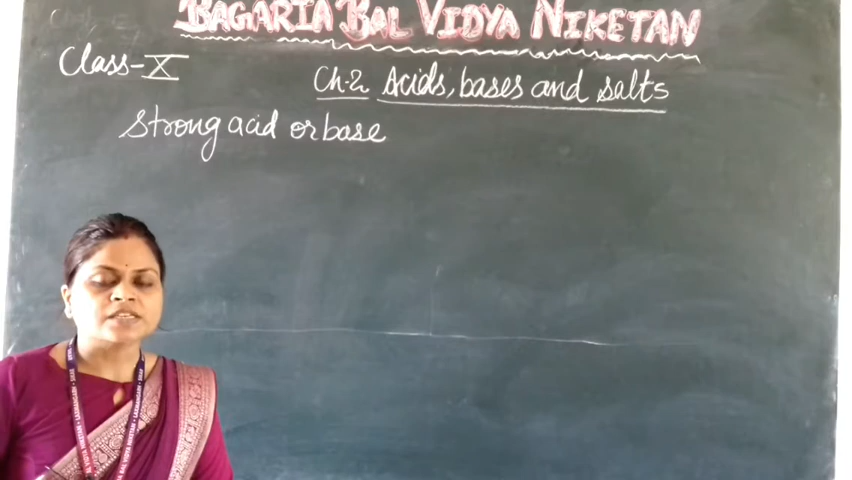 BAGARIA BAL VIDYA NIKETAN
Class-X
Ch-2 Acids, bases and salts
Strong acid or base